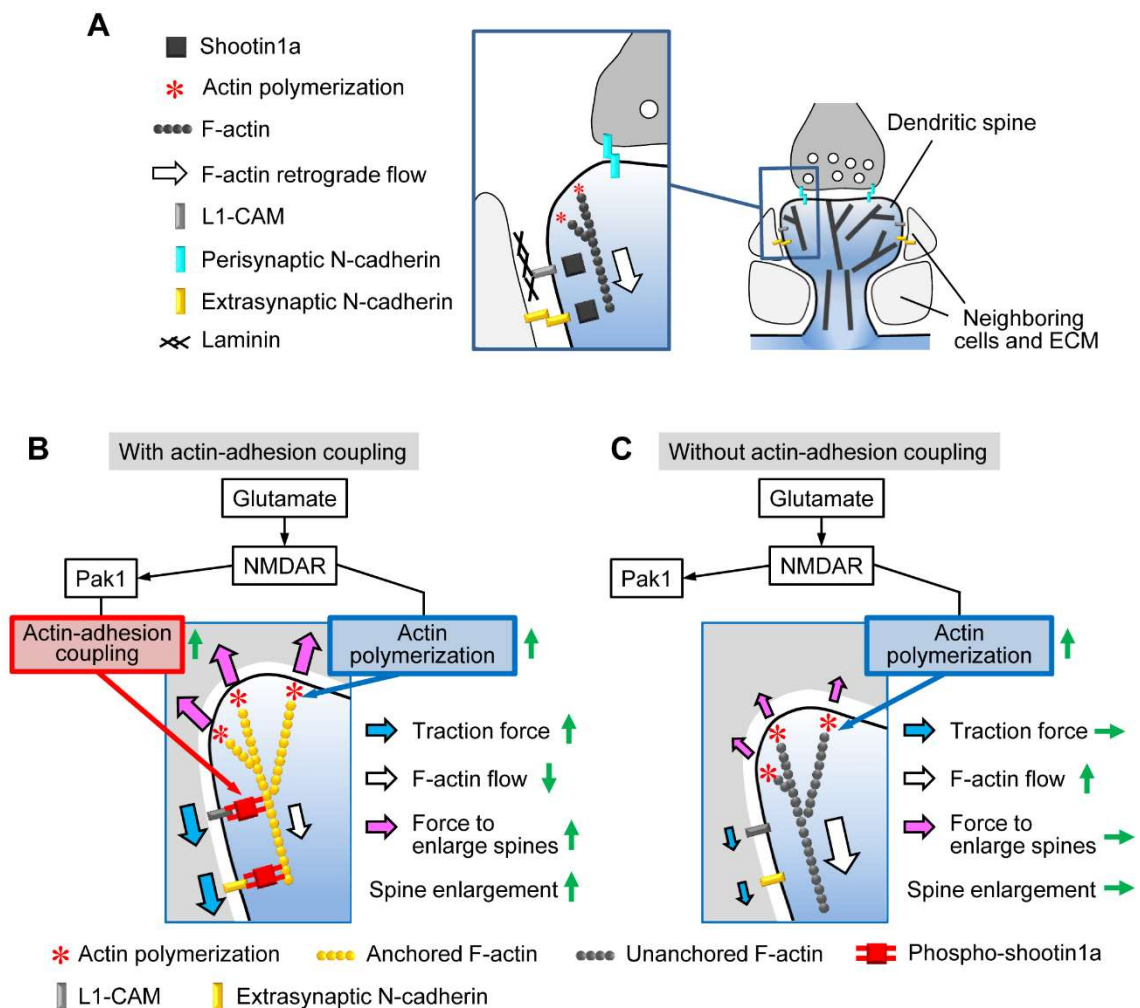 A
Shootin1a
Actin polymerization
F-actin
F-actin retrograde flow
L1-CAM
Perisynaptic N-cadherin
Extrasynaptic N-cadherin
Laminin
Dendritic spine
Neighboring
cells and ECM
B
With actin-adhesion coupling
Glutamate
NMDAR
Pak1
Actin-adhesion
coupling
Actin
polymerization
Traction force
F-actin flow
Force to
enlarge spines
Spine enlargement
C
Without actin-adhesion coupling
Glutamate
NMDAR
Pak1
Actin
polymerization
Traction force
F-actin flow
Force to
enlarge spines
Spine enlargement
Actin polymerization
Anchored F-actin
Unanchored F-actin
Phospho-shootin1a
L1-CAM
Extrasynaptic N-cadherin